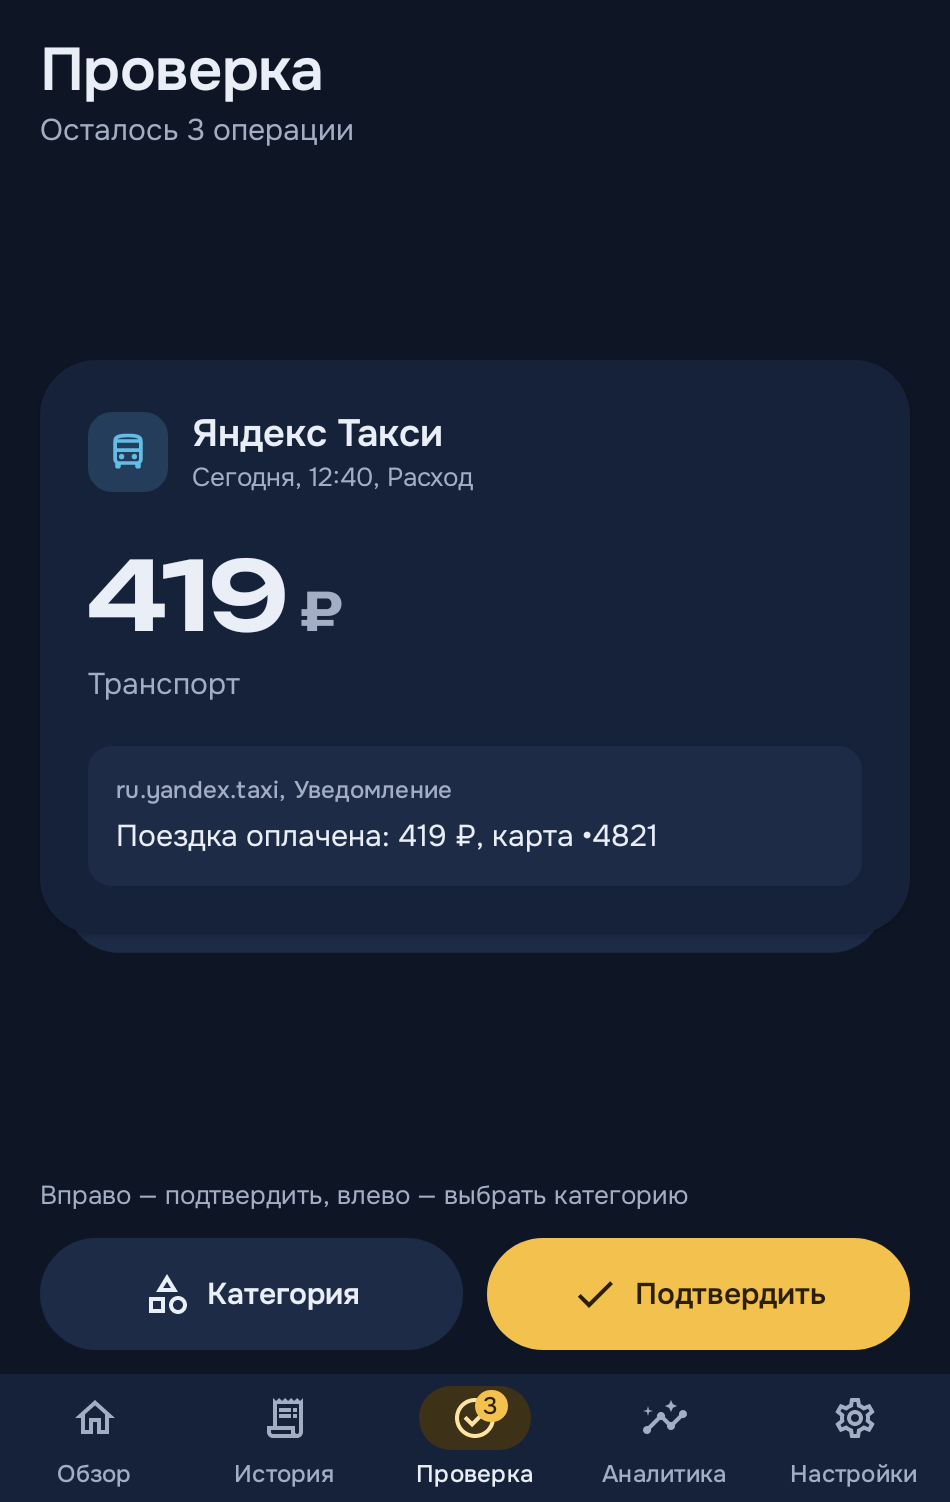 Проверка
Осталось 3 операции
Яндекс Такси
Сегодня, 12:40, Расход
419 ₽
Транспорт
ru.yandex.taxi, Уведомление
Поездка оплачена: 419 ₽, карта •4821
Вправо — подтвердить, влево — выбрать категорию
Категория
Подтвердить
3
Обзор
История
Проверка
Аналитика
Настройки